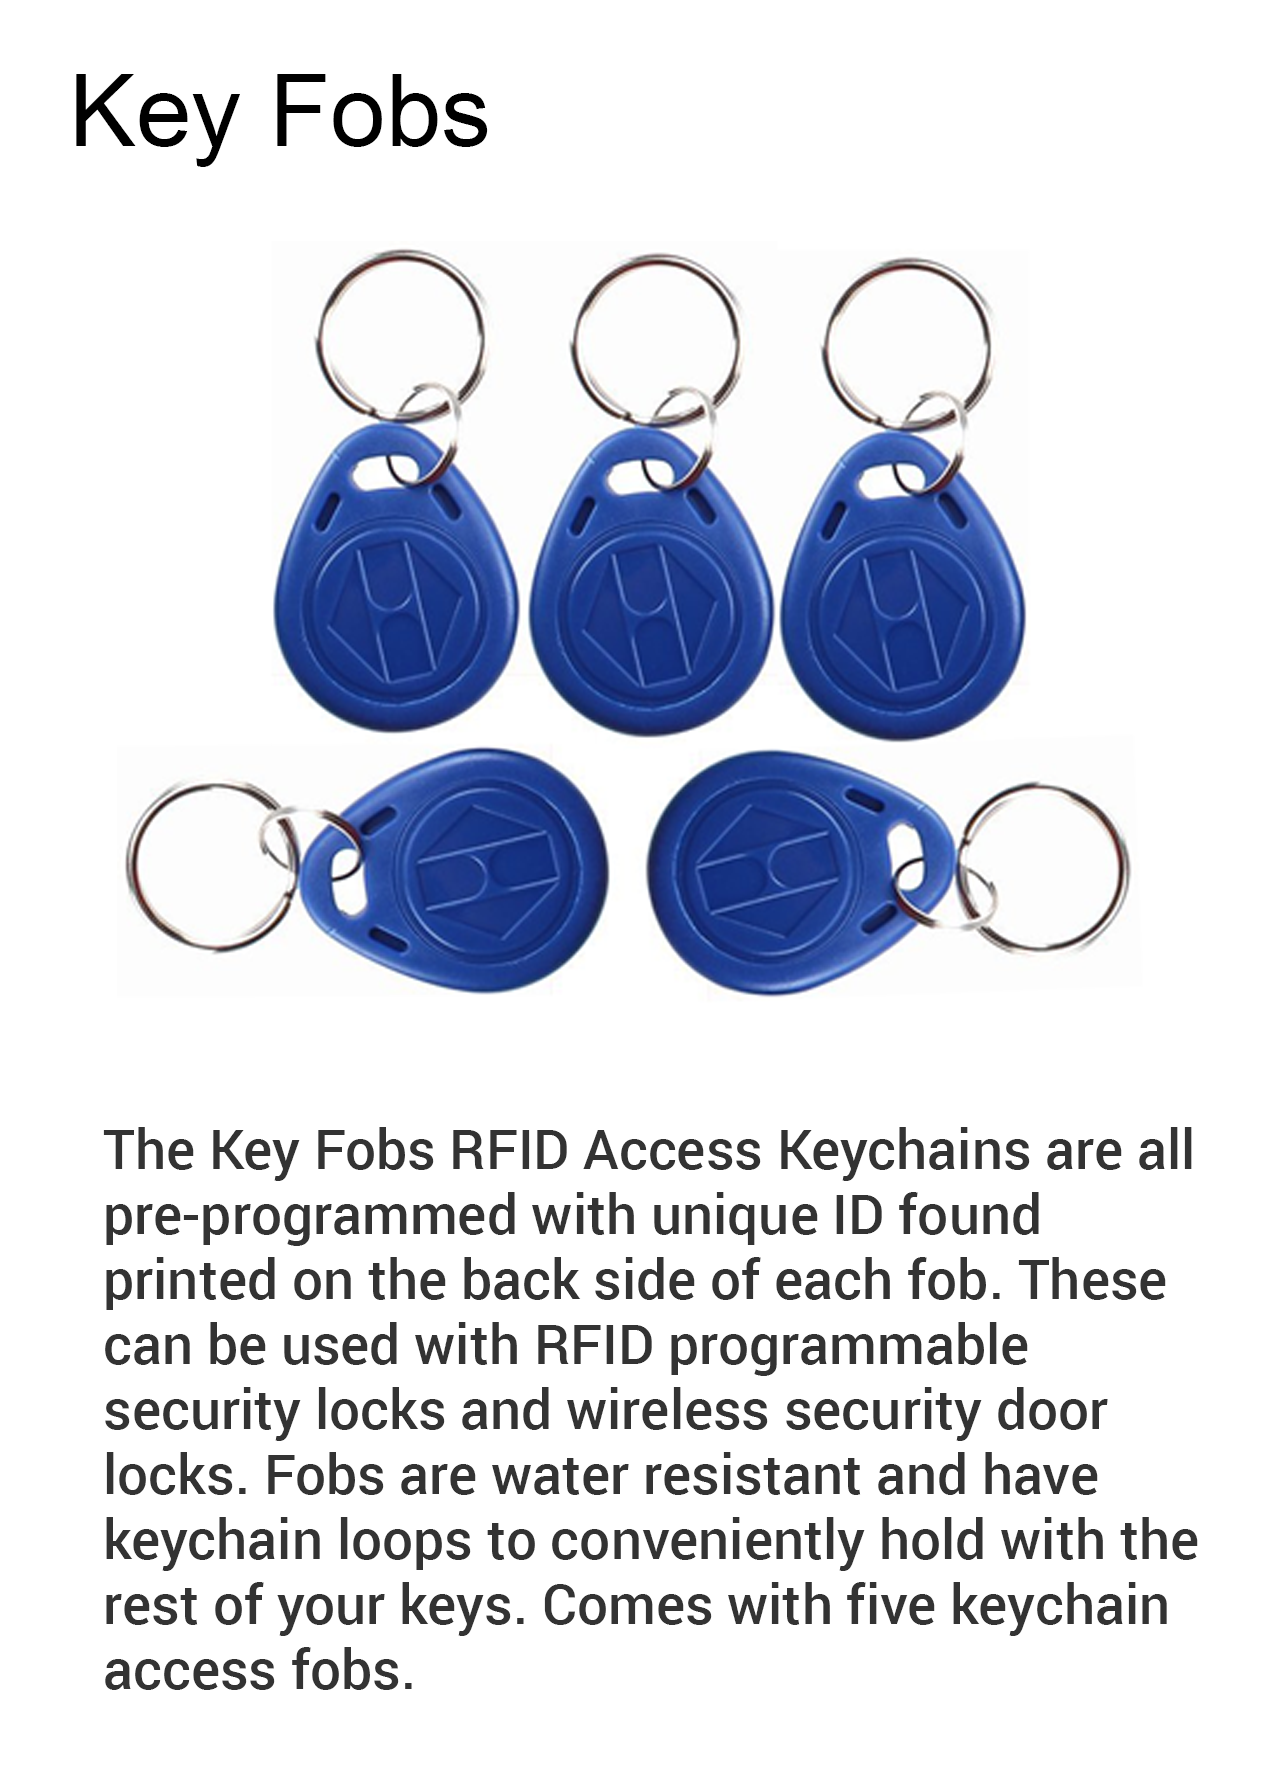 Key Fobs
The Key Fobs RFID Access Keychains are all
pre-programmed with unique ID found
printed on the back side of each fob. These
can be used with RFID programmable
security locks and wireless security door
locks. Fobs are water resistant and have
keychain loops to conveniently hold with the
rest of your keys. Comes with five keychain
access fobs.